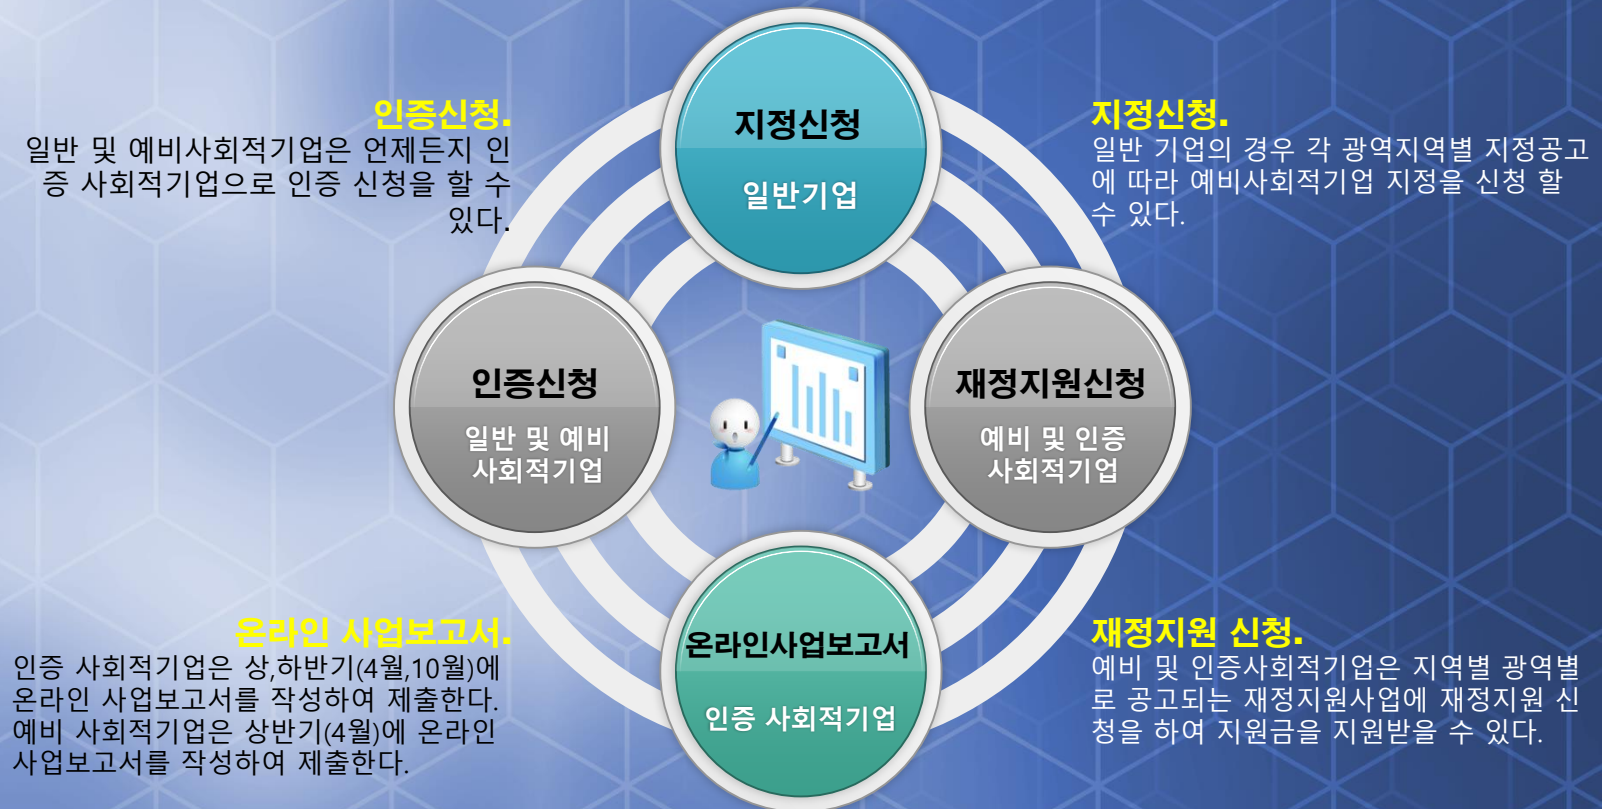 인증신청.
일반 및 예비사회적기업은 언제든지 인
증 사회적기업으로 인증 신청을 할 수
있다.
지정신청
일반기업
지정신청.
일반 기업의 경우 각 광역지역별 지정공고
에 따라 예비사회적기업 지정을 신청 할
수 있다.
인증신청
일반 및 예비
사회적기업
재정지원신청
예비 및 인증
사회적기업
온라인 사업보고서.
인증 사회적기업은 상,하반기(4월,10월)에
온라인 사업보고서를 작성하여 제출한다.
예비 사회적기업은 상반기(4월)에 온라인
사업보고서를 작성하여 제출한다.
온라인사업보고서
인증 사회적기업
재정지원 신청.
예비 및 인증사회적기업은 지역별 광역별
로 공고되는 재정지원사업에 재정지원 신
청을 하여 지원금을 지원받을 수 있다.